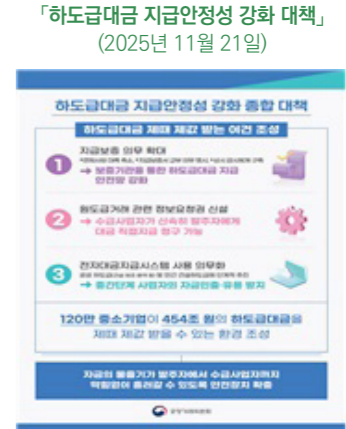 「하도급대금 지급안정성 강화 대책」
(2025년 11월 21일)
하도급대금 지급안정성 강화 종합 대책
하도급대금 제때 제값 받는 여건 조성
1 지급보증 의무 확대
→ 보증기관을 통한 하도급대금 지급
안전망 강화
2 원도급거래 관련 정보요청권 신설
→ 수급사업자가 신속히 발주자에게
대금 직접지급 청구 가능
3 전자대금지급시스템 사용 의무화
→ 중간단계 사업자의 자금인출·유용 방지
120만 중소기업이 454조 원의 하도급대금을
제때 제값 받을 수 있는 환경 조성
자금의 물줄기가 발주자에서 수급사업자까지
막힘없이 흘러갈 수 있도록 안전장치 확충
공정거래위원회